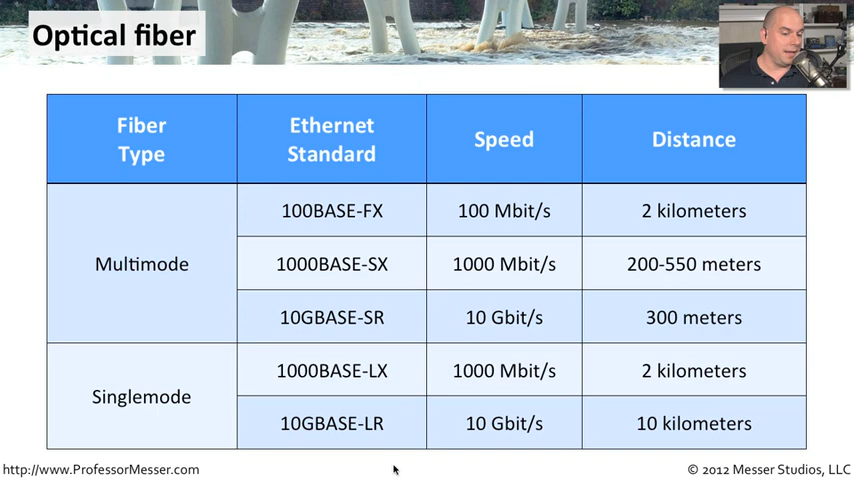 Optical fiber
Fiber Type
Ethernet Standard
Speed
Distance
Multimode
100BASE-FX
100 Mbit/s
2 kilometers
1000BASE-SX
1000 Mbit/s
200-550 meters
10GBASE-SR
10 Gbit/s
300 meters
Singlemode
1000BASE-LX
1000 Mbit/s
2 kilometers
10GBASE-LR
10 Gbit/s
10 kilometers
http://www.ProfessorMesser.com
© 2012 Messer Studios, LLC